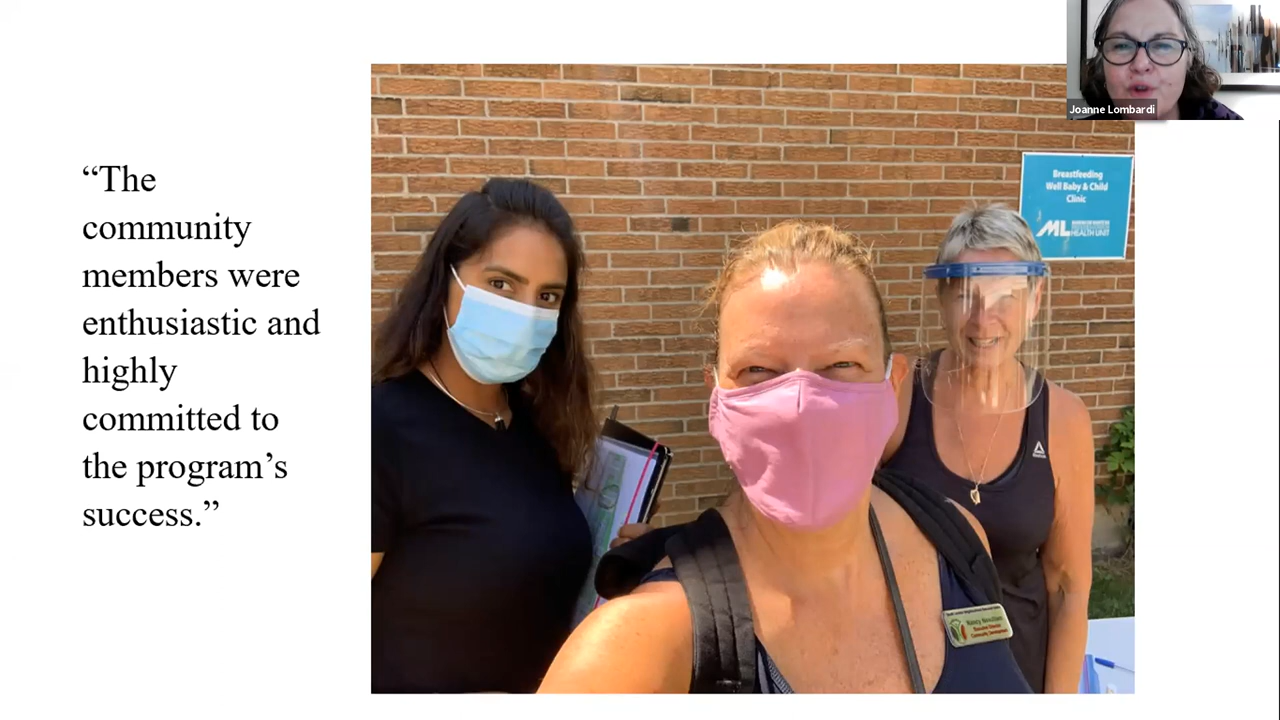 “The
community
members were
enthusiastic and
highly
committed to
the program’s
success.”
Joanne Lombardi
Breastfeeding
Well Baby & Child
Clinic
ML
HEALTH UNIT